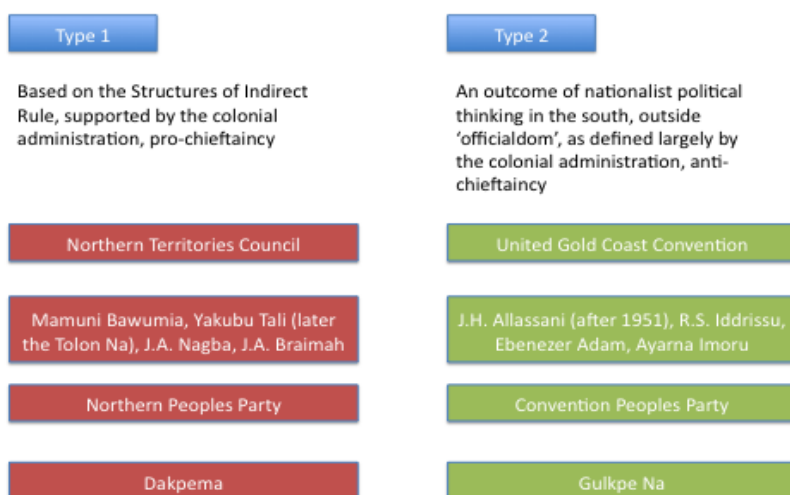 Type 1
Based on the Structures of Indirect
Rule, supported by the colonial
administration, pro-chieftaincy
Northern Territories Council
Mamuni Bawumia, Yakubu Tali (later
the Tolon Na), J.A. Nagba, J.A. Braimah
Northern Peoples Party
Dakpema
Type 2
An outcome of nationalist political
thinking in the south, outside
‘officialdom’, as defined largely by
the colonial administration, anti-
chieftaincy
United Gold Coast Convention
J.H. Allassani (after 1951), R.S. Iddrissu,
Ebenezer Adam, Ayarna Imoru
Convention Peoples Party
Gulkpe Na